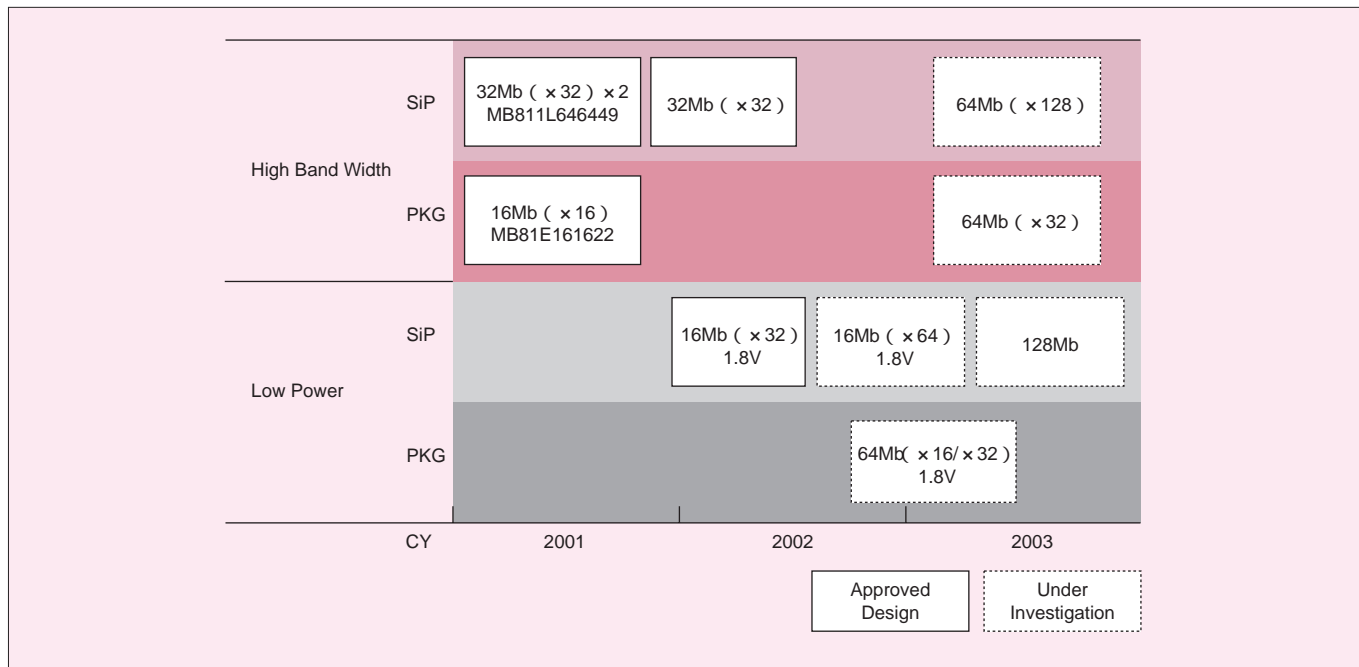 SiP
32Mb ( × 32 ) × 2
MB811L646449
32Mb ( × 32 )
64Mb ( × 128 )
High Band Width
PKG
16Mb ( × 16 )
MB81E161622
64Mb ( × 32 )
SiP
16Mb ( × 32 )
1.8V
16Mb ( × 64 )
1.8V
128Mb
Low Power
PKG
64Mb( × 16/ × 32 )
1.8V
CY
2001
2002
2003
Approved
Design
Under
Investigation